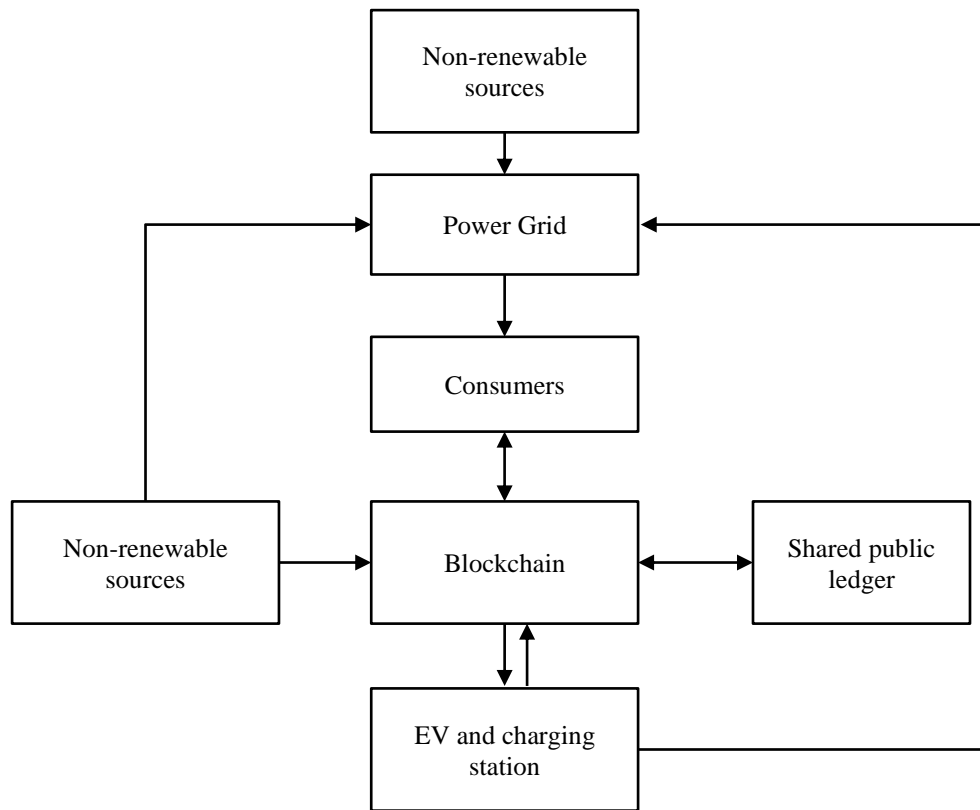 Non-renewable
sources
Power Grid
Consumers
Non-renewable
sources
Blockchain
Shared public
ledger
EV and charging
station